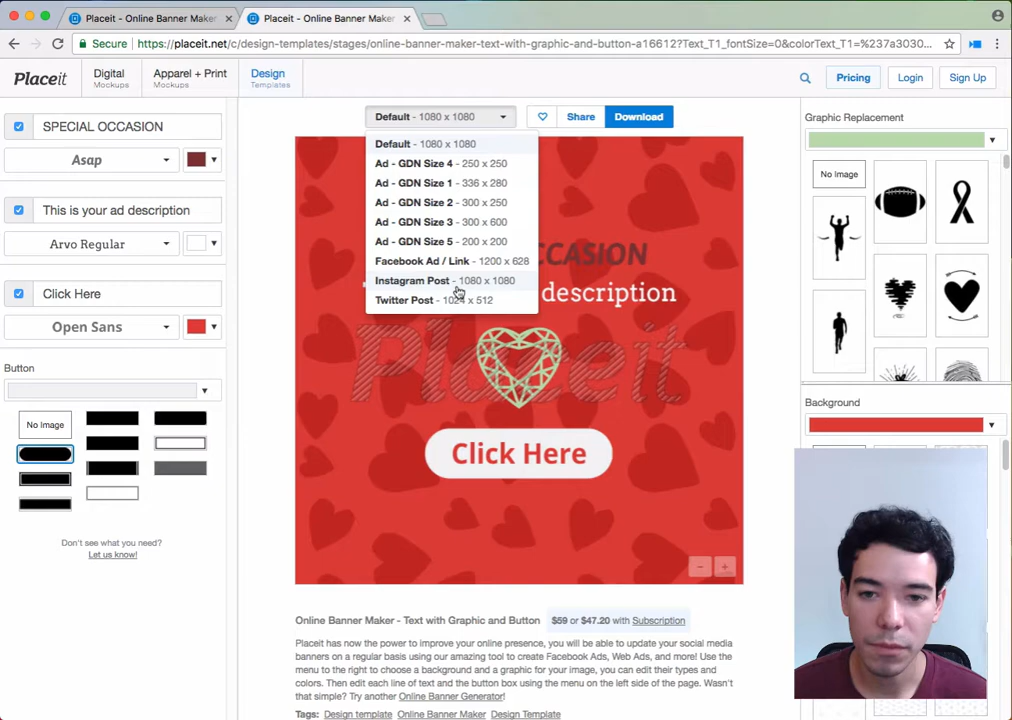 Placeit - Online Banner Maker
Placeit - Online Banner Maker
Secure
https://placeit.net/c/design-templates/stages/online-banner-maker-text-with-graphic-and-button-a16612?Text_T1_fontSize=0&colorText_T1=%237a3030...
Placeit
Digital
Mockups
Apparel + Print
Mockups
Design
Templates
Pricing
Login
Sign Up
SPECIAL OCCASION
Asap
This is your ad description
Arvo Regular
Click Here
Open Sans
Button
No Image
Don't see what you need?
Let us know!
Default - 1080 x 1080
Share
Download
Default - 1080 x 1080
Ad - GDN Size 4 - 250 x 250
Ad - GDN Size 1 - 336 x 280
Ad - GDN Size 2 - 300 x 250
Ad - GDN Size 3 - 300 x 600
Ad - GDN Size 5 - 200 x 200
Facebook Ad / Link - 1200 x 628
Instagram Post - 1080 x 1080
Twitter Post - 1024 x 512
CCASION
description
Placeit
Click Here
Online Banner Maker - Text with Graphic and Button
$59 or $47.20 with Subscription
Placeit has now the power to improve your online presence, you will be able to update your social media
banners on a regular basis using our amazing tool to create Facebook Ads, Web Ads, and more! Use the
menu to the right to choose a background and a graphic for your image, you can edit their types and
colors. Then edit each line of text and the button box using the menu on the left side of the page. Wasn't
that simple? Try another Online Banner Generator!
Tags: Design template Online Banner Maker Design Template
Graphic Replacement
No Image
Background